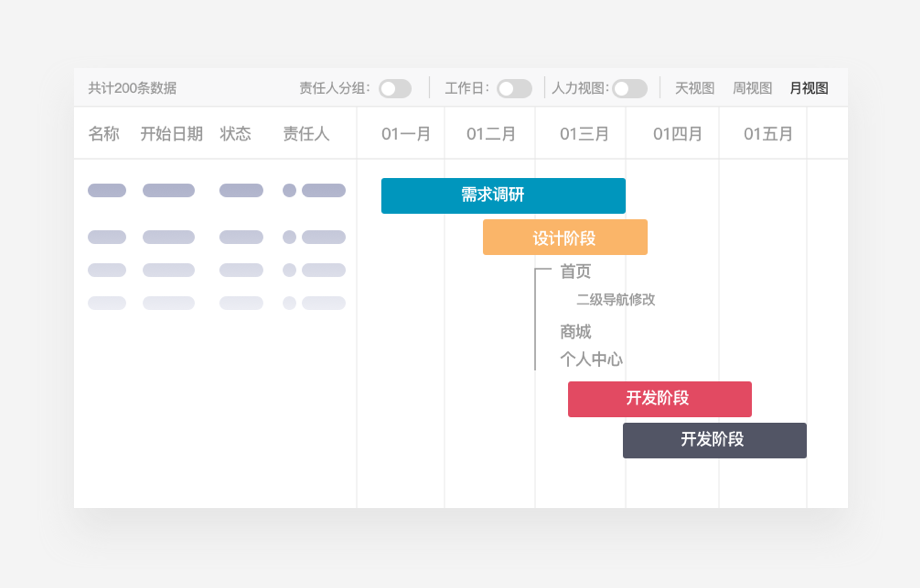 共计200条数据 责任人分组: 工作日: 人力视图: 天视图 周视图 月视图
名称 开始日期 状态 责任人 01一月 01二月 01三月 01四月 01五月
需求调研
设计阶段
首页
二级导航修改
商城
个人中心
开发阶段
开发阶段